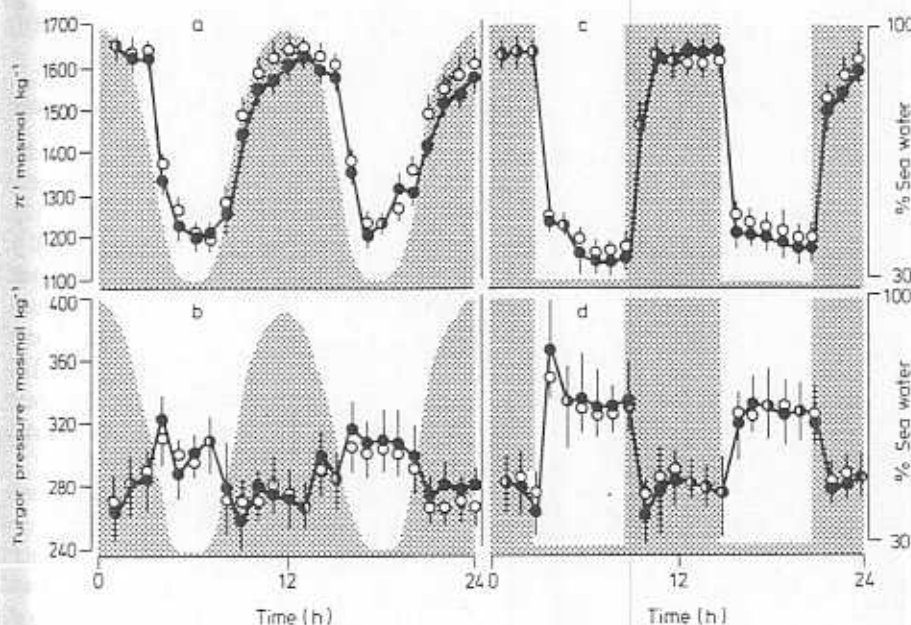 a
b
c
d
π' mosmol kg⁻¹
1700
1600
1500
1400
1300
1200
1100
Turgor pressure mosmol kg⁻¹
400
360
320
280
240
100
% Sea water
30
100
% Sea water
30
0
12
24
0
12
24
Time (h)
Time (h)